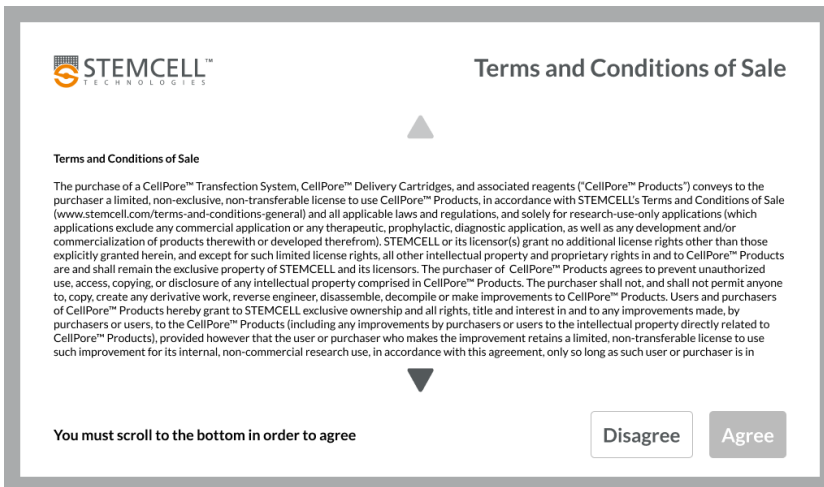 STEMCELL™
TECHNOLOGIES
Terms and Conditions of Sale
Terms and Conditions of Sale
The purchase of a CellPore™ Transfection System, CellPore™ Delivery Cartridges, and associated reagents (“CellPore™ Products”) conveys to the
purchaser a limited, non-exclusive, non-transferable license to use CellPore™ Products, in accordance with STEMCELL’s Terms and Conditions of Sale
(www.stemcell.com/terms-and-conditions-general) and all applicable laws and regulations, and solely for research-use-only applications (which
applications exclude any commercial application or any therapeutic, prophylactic, diagnostic application, as well as any development and/or
commercialization of products therewith or developed therefrom). STEMCELL or its licensor(s) grant no additional license rights other than those
explicitly granted herein, and except for such limited license rights, all other intellectual property and proprietary rights in and to CellPore™ Products
are and shall remain the exclusive property of STEMCELL and its licensors. The purchaser of CellPore™ Products agrees to prevent unauthorized
use, access, copying, or disclosure of any intellectual property comprised in CellPore™ Products. The purchaser shall not, and shall not permit anyone
to, copy, create any derivative work, reverse engineer, disassemble, decompile or make improvements to CellPore™ Products. Users and purchasers
of CellPore™ Products hereby grant to STEMCELL exclusive ownership and all rights, title and interest in and to any improvements made, by
purchasers or users, to the CellPore™ Products (including any improvements by purchasers or users to the intellectual property directly related to
CellPore™ Products), provided however that the user or purchaser who makes the improvement retains a limited, non-transferable license to use
such improvement for its internal, non-commercial research use, in accordance with this agreement, only so long as such user or purchaser is in
You must scroll to the bottom in order to agree
Disagree
Agree